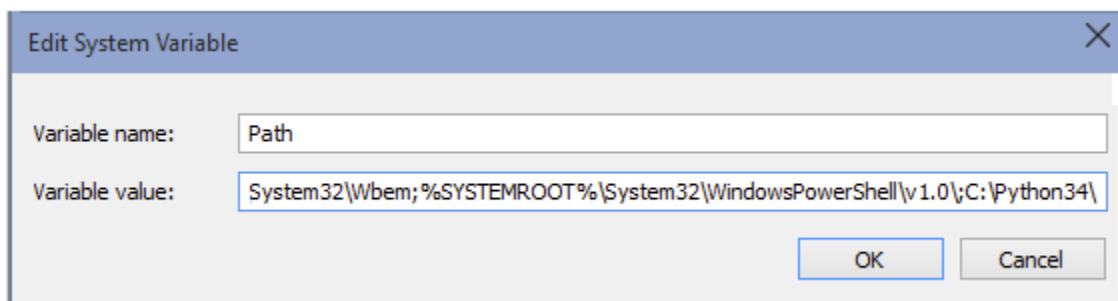 Edit System Variable
Variable name: Path
Variable value: System32\Wbem;%SYSTEMROOT%\System32\WindowsPowerShell\v1.0\;C:\Python34\
OK Cancel